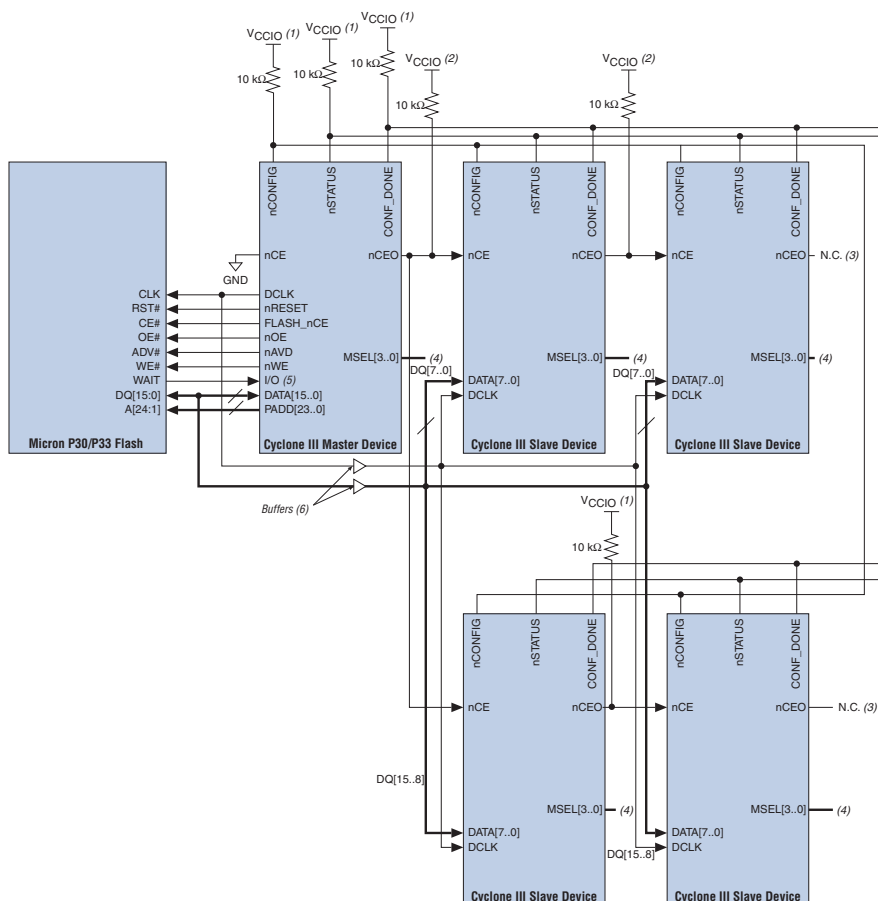 VCCIO (1)
VCCIO (1)
VCCIO (1)
VCCIO (2)
VCCIO (2)
10 kΩ
10 kΩ
10 kΩ
10 kΩ
10 kΩ
nCONFIG
nSTATUS
CONF_DONE
nCONFIG
nSTATUS
CONF_DONE
nCONFIG
nSTATUS
CONF_DONE
nCE
nCEO
nCE
nCEO
nCE
nCEO
N.C. (3)
GND
CLK
DCLK
RST#
nRESET
CE#
FLASH_nCE
OE#
nOE
ADV#
nAVD
WE#
nWE
WAIT
I/O (5)
DQ[15:0]
DATA[15..0]
A[24:1]
PADD[23..0]
MSEL[3..0]
(4)
DQ[7..0]
DATA[7..0]
DCLK
MSEL[3..0]
(4)
DQ[7..0]
DATA[7..0]
DCLK
MSEL[3..0]
(4)
Micron P30/P33 Flash
Cyclone III Master Device
Cyclone III Slave Device
Cyclone III Slave Device
Buffers (6)
VCCIO (1)
10 kΩ
nCONFIG
nSTATUS
CONF_DONE
nCONFIG
nSTATUS
CONF_DONE
nCE
nCEO
nCE
nCEO
N.C. (3)
DQ[15..8]
MSEL[3..0]
(4)
MSEL[3..0]
(4)
DATA[7..0]
DCLK
DQ[15..8]
DATA[7..0]
DCLK
Cyclone III Slave Device
Cyclone III Slave Device